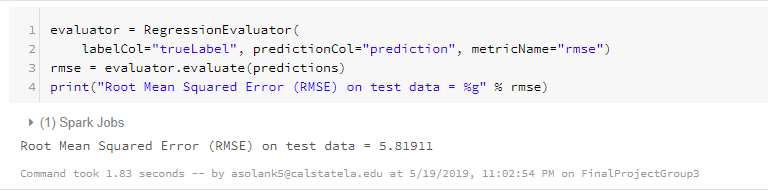 1 evaluator = RegressionEvaluator(
2     labelCol="trueLabel", predictionCol="prediction", metricName="rmse")
3 rmse = evaluator.evaluate(predictions)
4 print("Root Mean Squared Error (RMSE) on test data = %g" % rmse)
(1) Spark Jobs
Root Mean Squared Error (RMSE) on test data = 5.81911
Command took 1.83 seconds -- by asolank5@calstatela.edu at 5/19/2019, 11:02:54 PM on FinalProjectGroup3